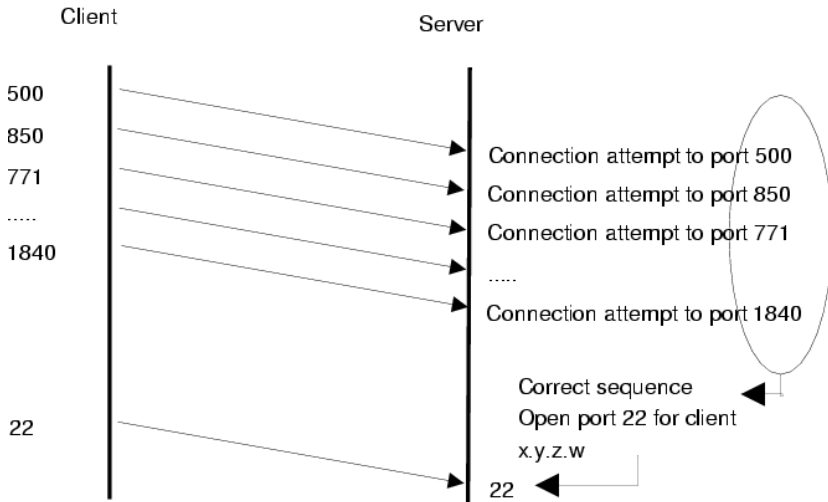 Client
Server
500
850
771
.....
1840
22
Connection attempt to port 500
Connection attempt to port 850
Connection attempt to port 771
.....
Connection attempt to port 1840
Correct sequence
Open port 22 for client
x.y.z.w
22